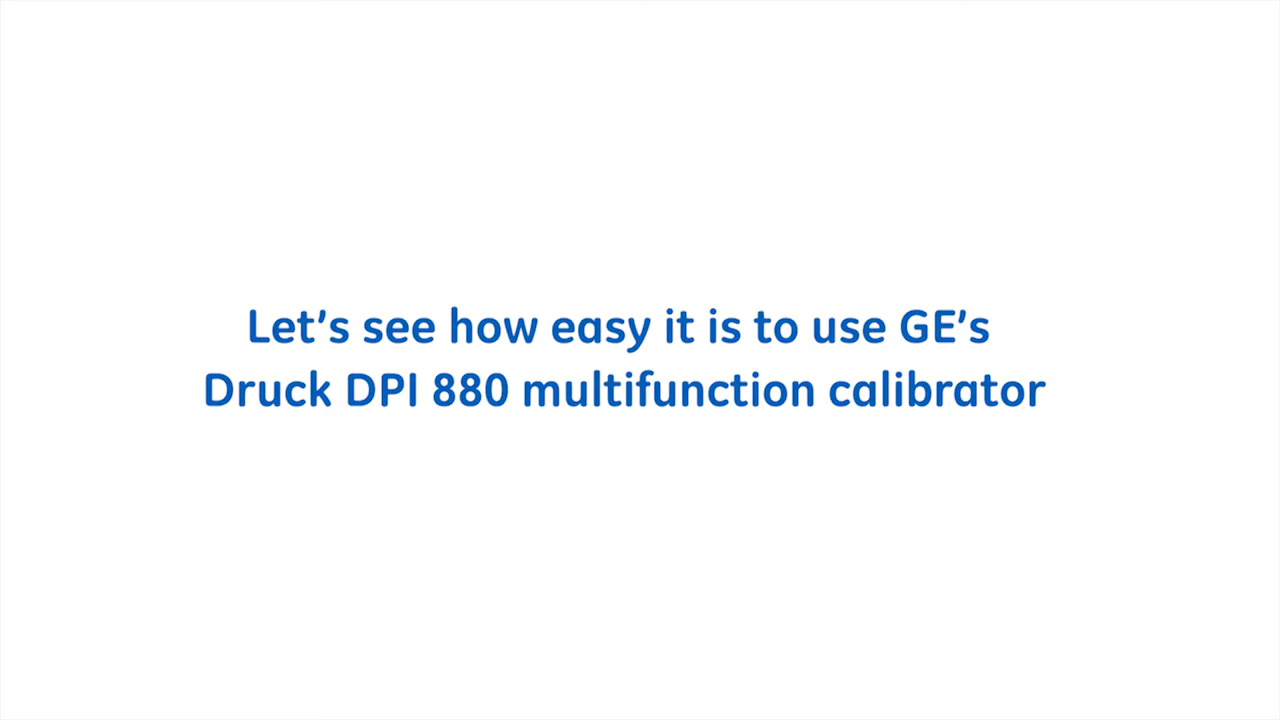 Let’s see how easy it is to use GE’s
Druck DPI 880 multifunction calibrator